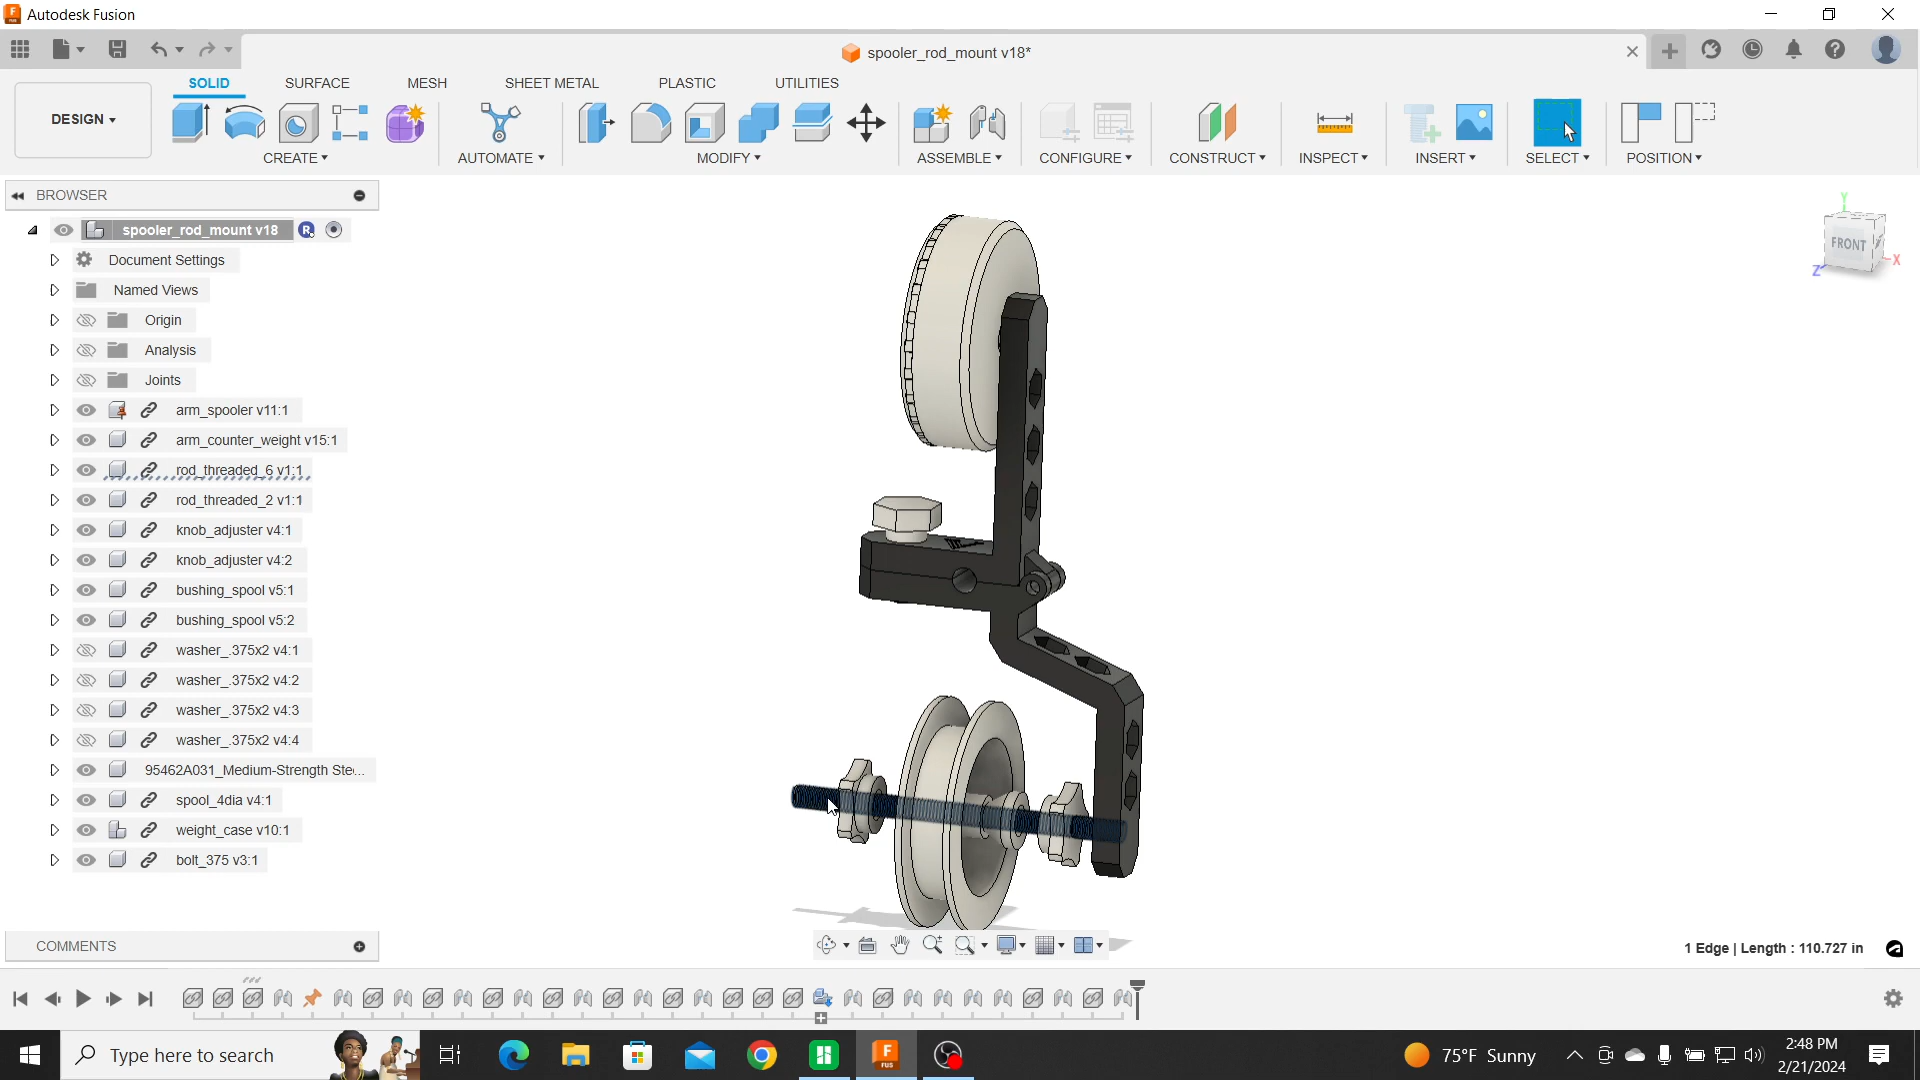 Autodesk Fusion
spooler_rod_mount v18*
DESIGN
SOLID
SURFACE
MESH
SHEET METAL
PLASTIC
UTILITIES
CREATE
AUTOMATE
MODIFY
ASSEMBLE
CONFIGURE
CONSTRUCT
INSPECT
INSERT
SELECT
POSITION
BROWSER
spooler_rod_mount v18
R
Document Settings
Named Views
Origin
Analysis
Joints
arm_spooler v11:1
arm_counter_weight v15:1
rod_threaded_6 v1:1
rod_threaded_2 v1:1
knob_adjuster v4:1
knob_adjuster v4:2
bushing_spool v5:1
bushing_spool v5:2
washer_.375x2 v4:1
washer_.375x2 v4:2
washer_.375x2 v4:3
washer_.375x2 v4:4
95462A031_Medium-Strength Ste...
spool_4dia v4:1
weight_case v10:1
bolt_375 v3:1
Y
FRONT
X
Z
COMMENTS
1 Edge | Length : 110.727 in
Type here to search
75°F Sunny
2:48 PM
2/21/2024